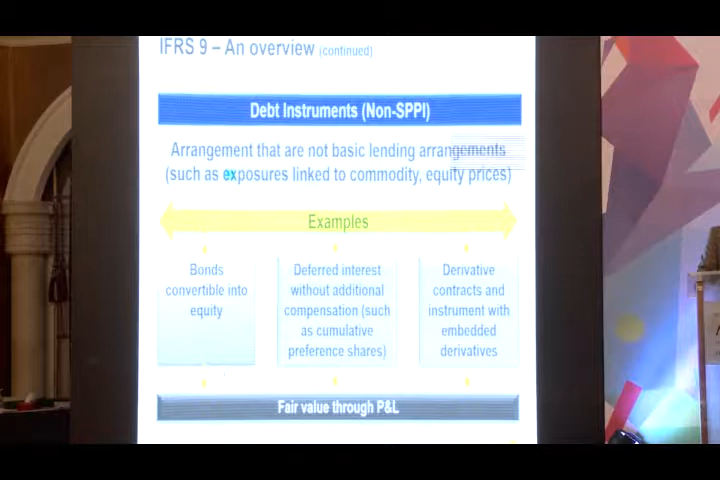 IFRS 9 – An overview (continued)
Debt Instruments (Non-SPPI)
Arrangement that are not basic lending arrangements
(such as exposures linked to commodity, equity prices)
Examples
Bonds
convertible into
equity
Deferred interest
without additional
compensation (such
as cumulative
preference shares)
Derivative
contracts and
instrument with
embedded
derivatives
Fair value through P&L